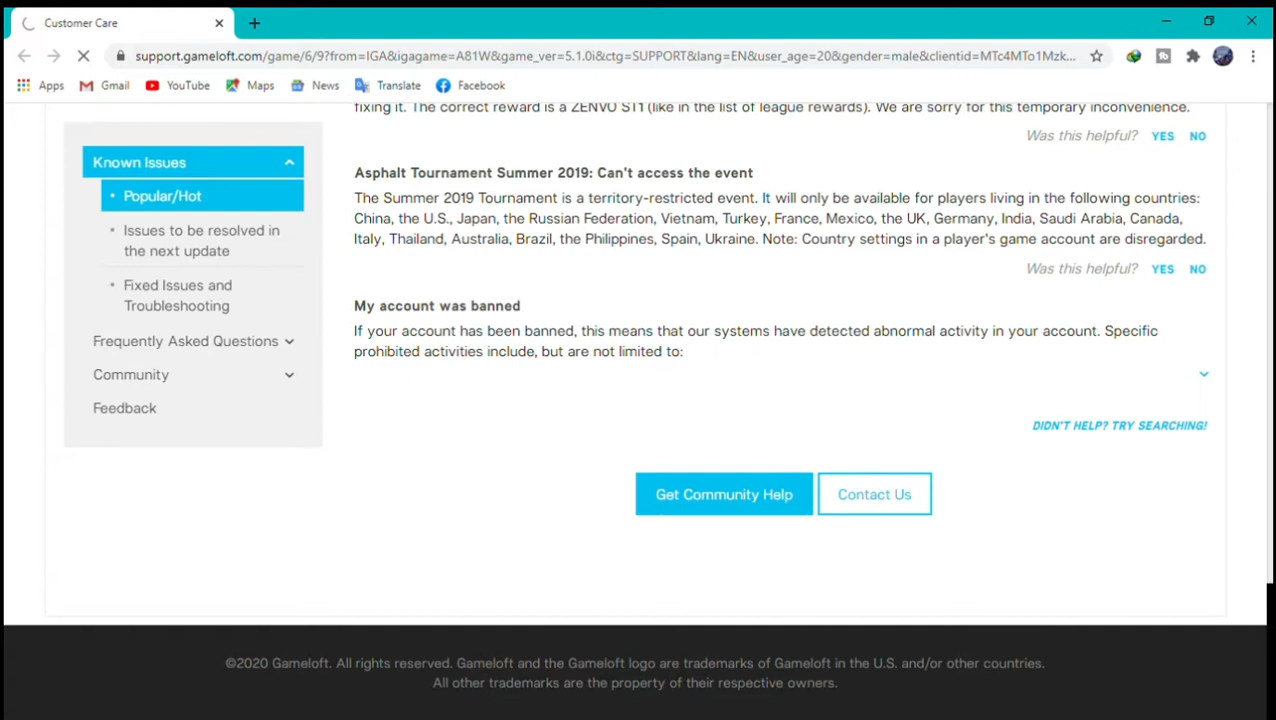 Customer Care
support.gameloft.com/game/6/9?from=IGA&igagame=A81W&game_ver=5.1.0i&ctg=SUPPORT&lang=EN&user_age=20&gender=male&clientid=MTc4MTo1Mzk...
Apps Gmail YouTube Maps News Translate Facebook
fixing it. The correct reward is a ZENVO ST1 (like in the list of league rewards). We are sorry for this temporary inconvenience.
Was this helpful? YES NO
Known Issues
• Popular/Hot
• Issues to be resolved in
the next update
• Fixed Issues and
Troubleshooting
Frequently Asked Questions
Community
Feedback
Asphalt Tournament Summer 2019: Can't access the event
The Summer 2019 Tournament is a territory-restricted event. It will only be available for players living in the following countries:
China, the U.S., Japan, the Russian Federation, Vietnam, Turkey, France, Mexico, the UK, Germany, India, Saudi Arabia, Canada,
Italy, Thailand, Australia, Brazil, the Philippines, Spain, Ukraine. Note: Country settings in a player's game account are disregarded.
Was this helpful? YES NO
My account was banned
If your account has been banned, this means that our systems have detected abnormal activity in your account. Specific
prohibited activities include, but are not limited to:
DIDN'T HELP? TRY SEARCHING!
Get Community Help Contact Us
©2020 Gameloft. All rights reserved. Gameloft and the Gameloft logo are trademarks of Gameloft in the U.S. and/or other countries.
All other trademarks are the property of their respective owners.